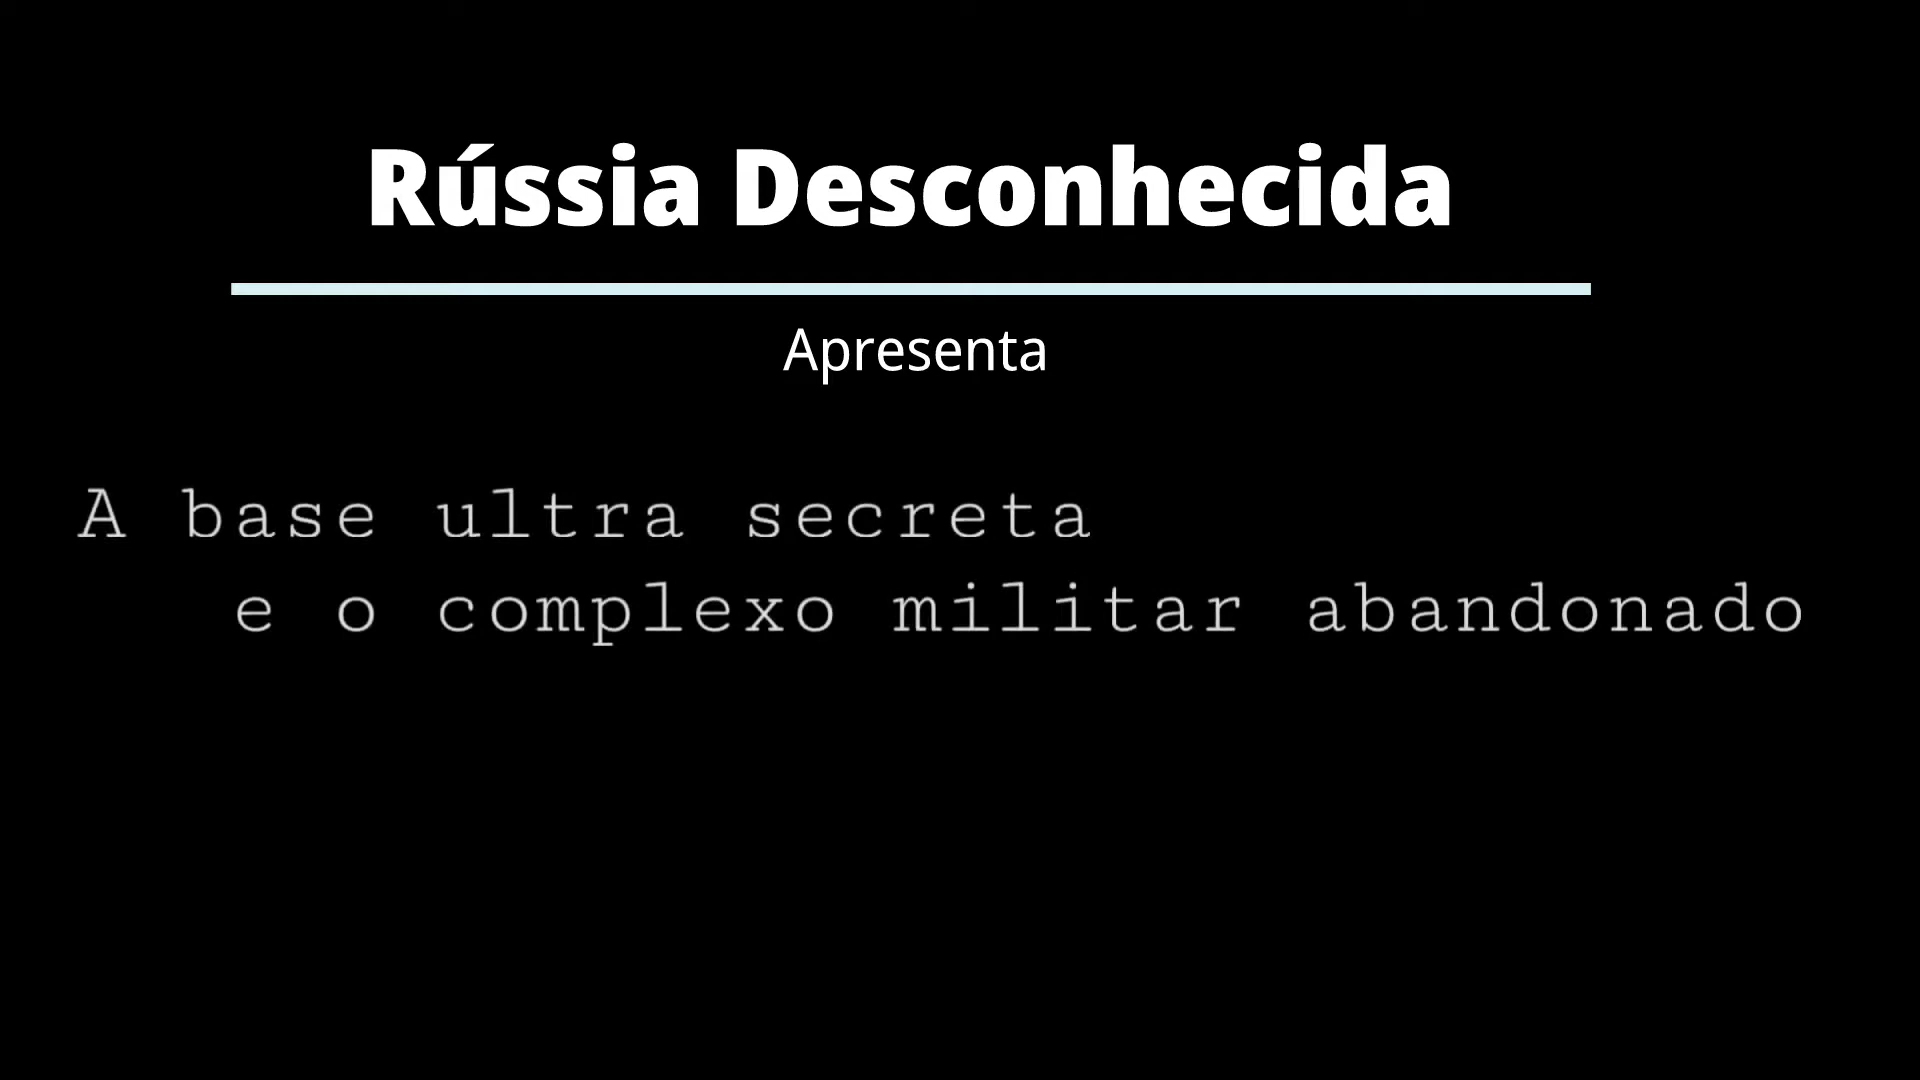 Rússia Desconhecida
Apresenta
A base ultra secreta
e o complexo militar abandonado